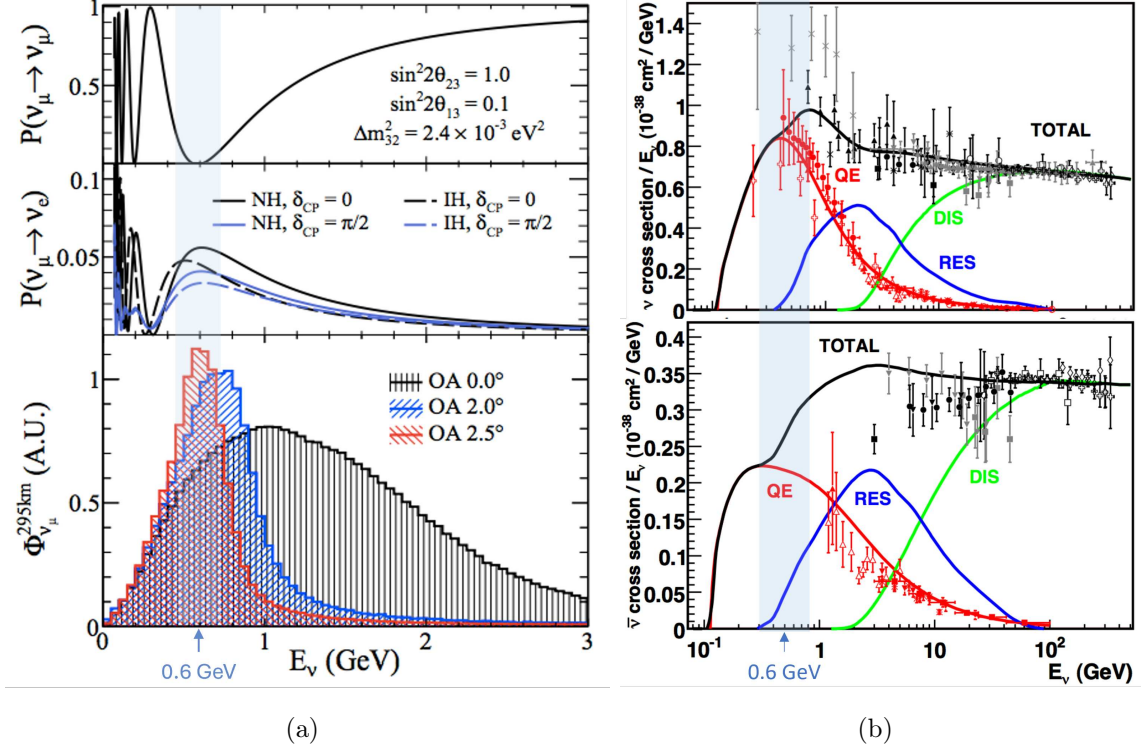 P(ν_μ → ν_μ)
1
0.5
0
sin²2θ₂₃ = 1.0
sin²2θ₁₃ = 0.1
Δm²₃₂ = 2.4 × 10⁻³ eV²
P(ν_μ → ν_e)
0.1
0.05
NH, δ_CP = 0
IH, δ_CP = 0
NH, δ_CP = π/2
IH, δ_CP = π/2
Φ^295km_ν_μ (A.U.)
1
0.5
0
OA 0.0°
OA 2.0°
OA 2.5°
0 1 2 3
E_ν (GeV)
0.6 GeV
(a)
ν cross section / E_ν (10⁻³⁸ cm² / GeV)
1.4
1.2
1
0.8
0.6
0.4
0.2
0
TOTAL
QE
DIS
RES
ν̄ cross section / E_ν (10⁻³⁸ cm² / GeV)
0.4
0.35
0.3
0.25
0.2
0.15
0.1
0.05
0
TOTAL
QE
RES
DIS
10⁻¹ 1 10 10²
E_ν (GeV)
0.6 GeV
(b)